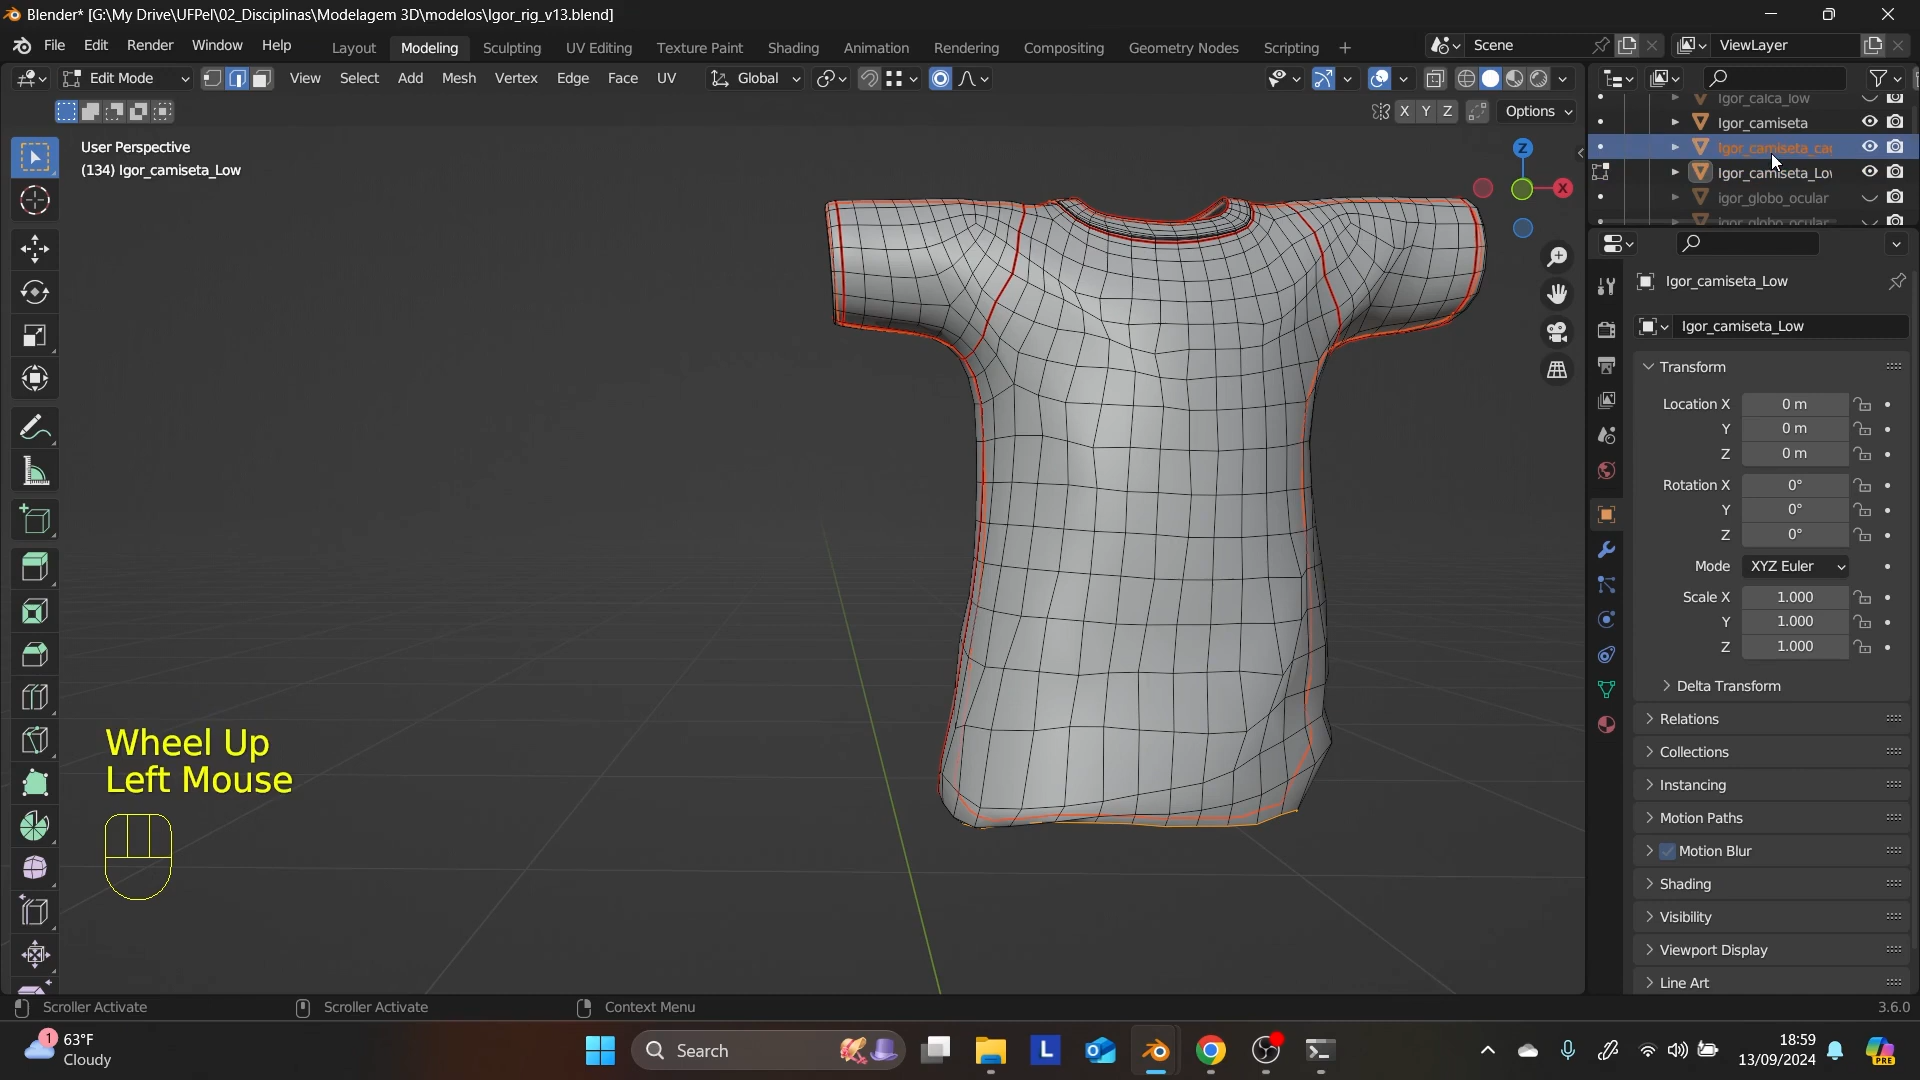 Blender* [G:\My Drive\UFPel\02_Disciplinas\Modelagem 3D\modelos\Igor_rig_v13.blend]
File Edit Render Window Help Layout Modeling Sculpting UV Editing Texture Paint Shading Animation Rendering Compositing Geometry Nodes Scripting + Scene ViewLayer
Edit Mode View Select Add Mesh Vertex Edge Face UV Global
X Y Z Options
Igor_calca_low
Igor_camiseta
Igor_camiseta_ca
Igor_camiseta_Lo
igor_globo_ocular
igor_globo_ocular
User Perspective
(134) Igor_camiseta_Low
Z
X
Igor_camiseta_Low
Igor_camiseta_Low
Transform
Location X 0 m
Y 0 m
Z 0 m
Rotation X 0°
Y 0°
Z 0°
Mode XYZ Euler
Scale X 1.000
Y 1.000
Z 1.000
Delta Transform
Relations
Collections
Instancing
Motion Paths
Motion Blur
Shading
Visibility
Viewport Display
Line Art
Wheel Up
Left Mouse
Scroller Activate Scroller Activate Context Menu 3.6.0
1 63°F
Cloudy
Search
L
18:59
13/09/2024
PRE